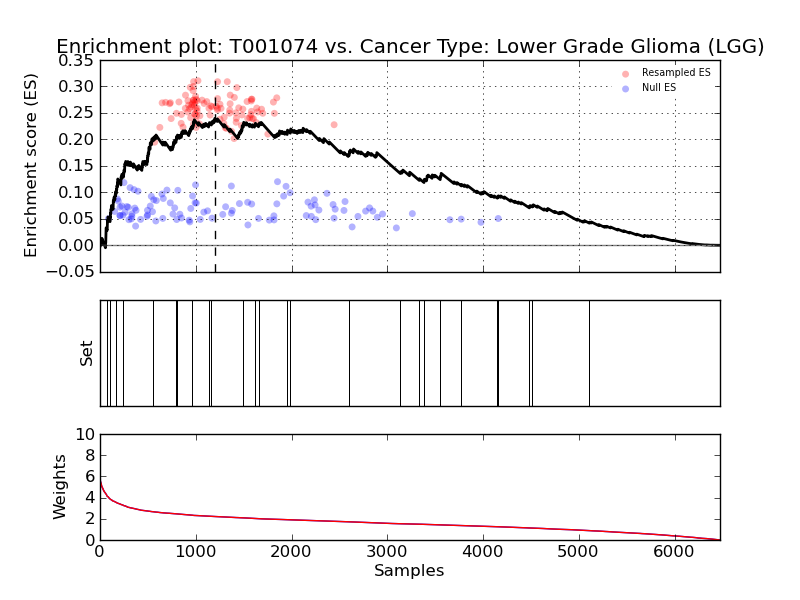 Enrichment plot: T001074 vs. Cancer Type: Lower Grade Glioma (LGG)
Enrichment score (ES)
0.35
0.30
0.25
0.20
0.15
0.10
0.05
0.00
−0.05
Resampled ES
Null ES
Set
Weights
10
8
6
4
2
0
0 1000 2000 3000 4000 5000 6000
Samples